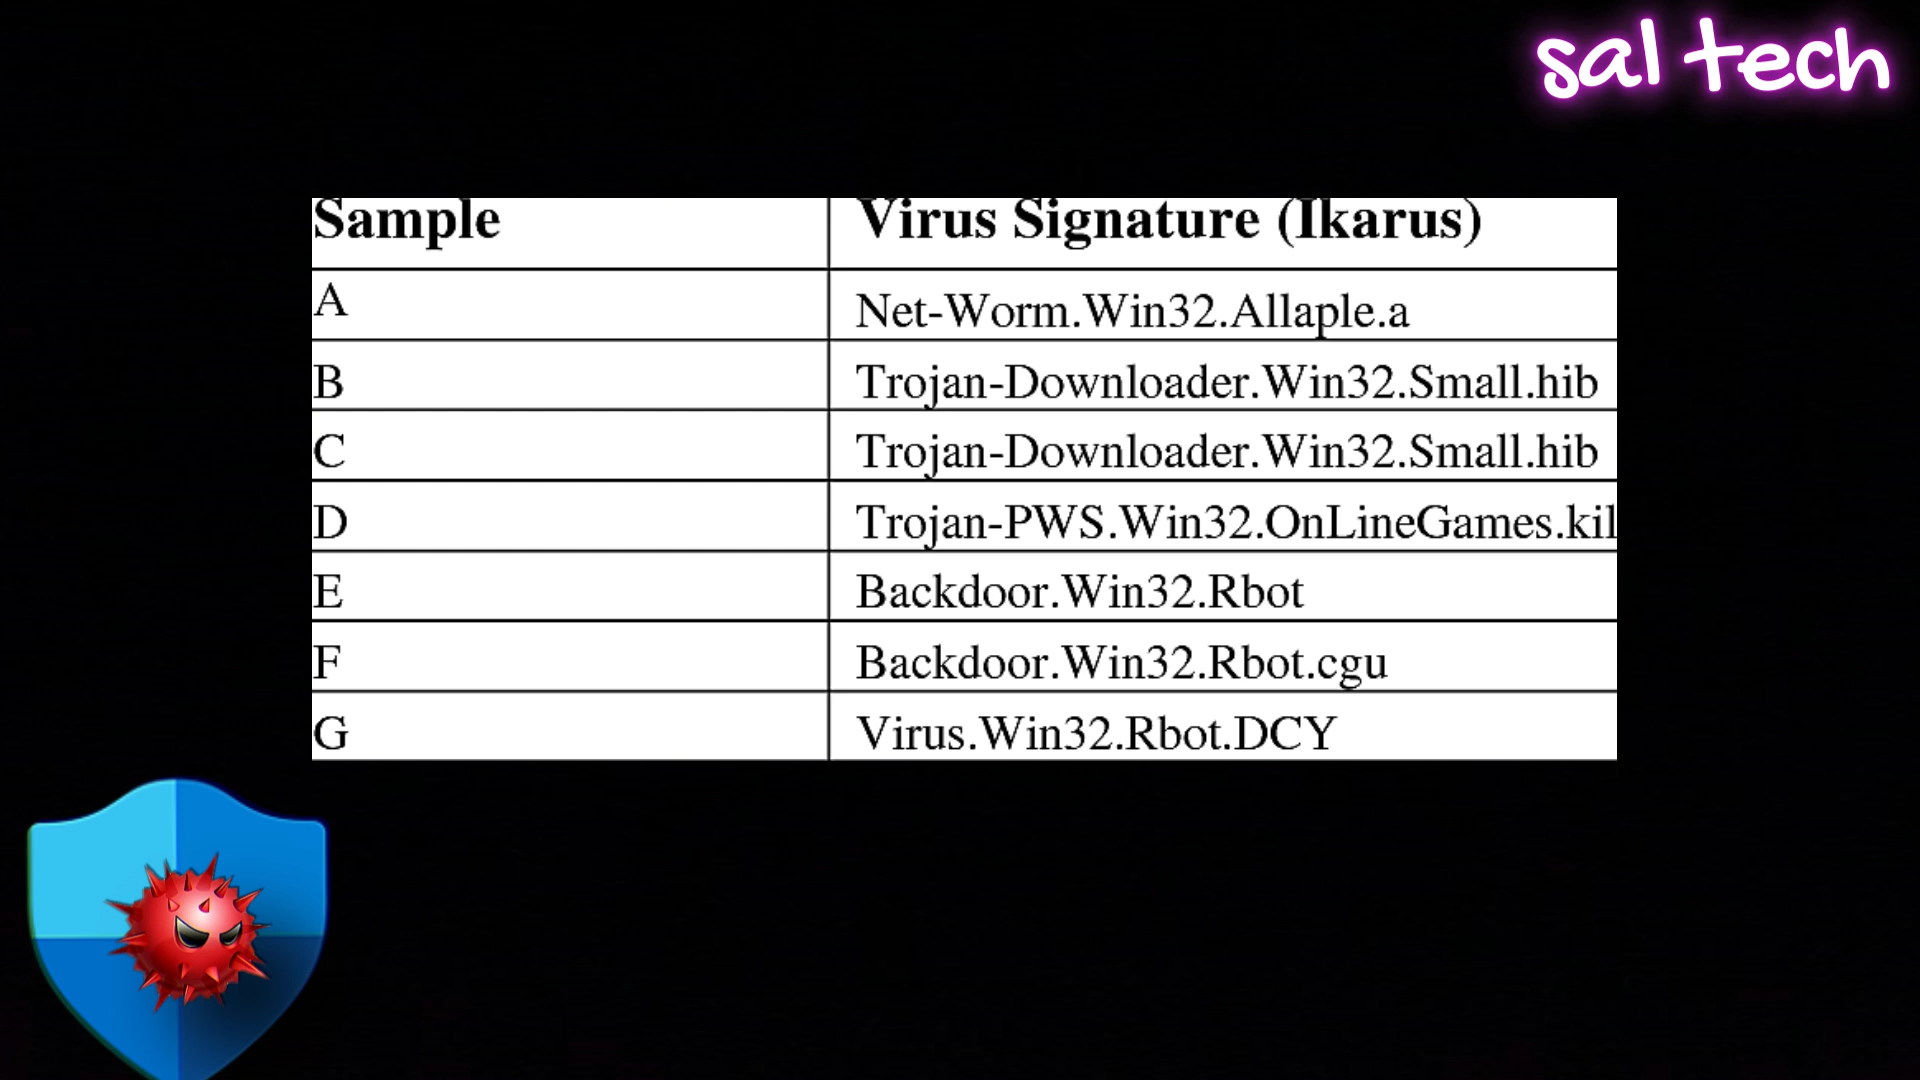 sal tech
Sample Virus Signature (Ikarus)
A Net-Worm.Win32.Allaple.a
B Trojan-Downloader.Win32.Small.hib
C Trojan-Downloader.Win32.Small.hib
D Trojan-PWS.Win32.OnLineGames.kil
E Backdoor.Win32.Rbot
F Backdoor.Win32.Rbot.cgu
G Virus.Win32.Rbot.DCY